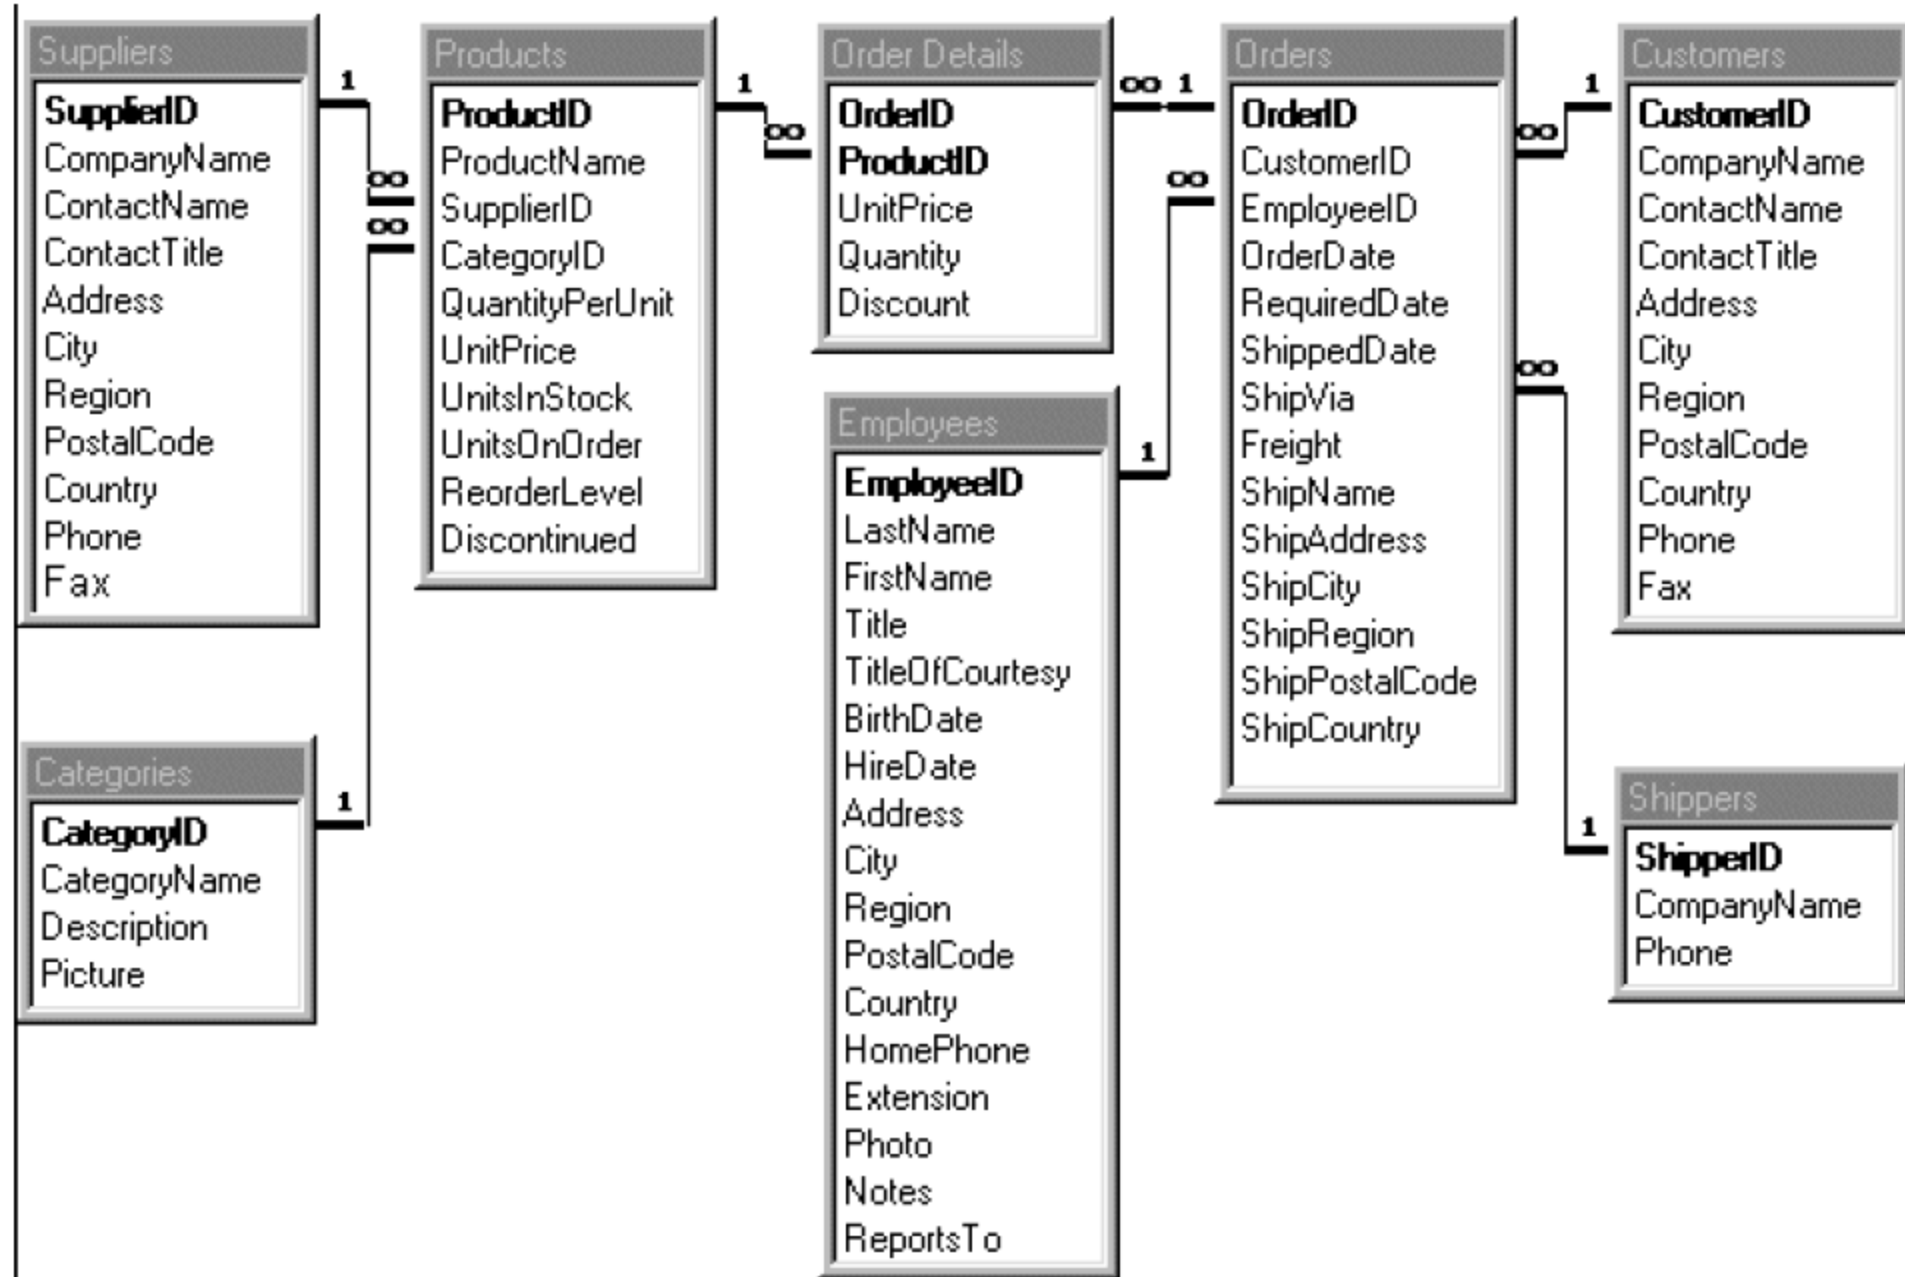 Suppliers
SupplierID
CompanyName
ContactName
ContactTitle
Address
City
Region
PostalCode
Country
Phone
Fax
1
∞
∞
Products
ProductID
ProductName
SupplierID
CategoryID
QuantityPerUnit
UnitPrice
UnitsInStock
UnitsOnOrder
ReorderLevel
Discontinued
1
∞
Order Details
OrderID
ProductID
UnitPrice
Quantity
Discount
∞ 1
∞
1
Orders
OrderID
CustomerID
EmployeeID
OrderDate
RequiredDate
ShippedDate
ShipVia
Freight
ShipName
ShipAddress
ShipCity
ShipRegion
ShipPostalCode
ShipCountry
1
∞
∞
1
Customers
CustomerID
CompanyName
ContactName
ContactTitle
Address
City
Region
PostalCode
Country
Phone
Fax
Categories
CategoryID
CategoryName
Description
Picture
1
Employees
EmployeeID
LastName
FirstName
Title
TitleOfCourtesy
BirthDate
HireDate
Address
City
Region
PostalCode
Country
HomePhone
Extension
Photo
Notes
ReportsTo
Shippers
ShipperID
CompanyName
Phone